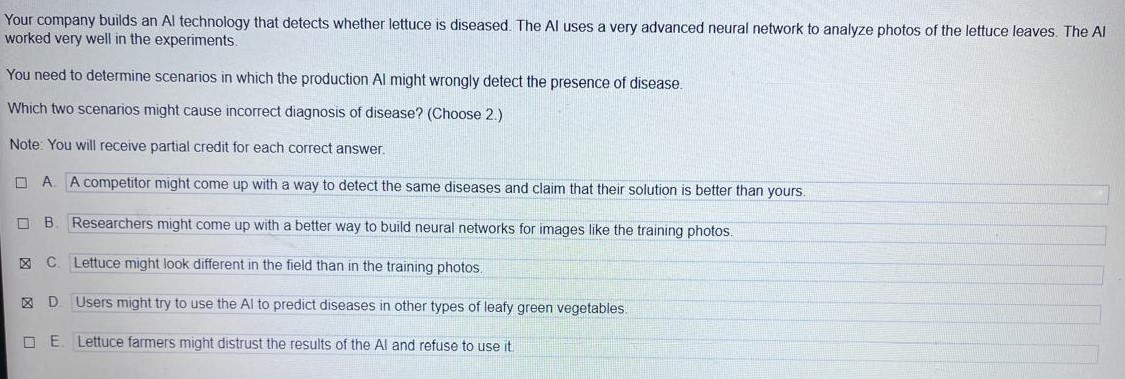 Your company builds an AI technology that detects whether lettuce is diseased. The AI uses a very advanced neural network to analyze photos of the lettuce leaves. The AI
worked very well in the experiments.
You need to determine scenarios in which the production AI might wrongly detect the presence of disease.
Which two scenarios might cause incorrect diagnosis of disease? (Choose 2.)
Note: You will receive partial credit for each correct answer.
A. A competitor might come up with a way to detect the same diseases and claim that their solution is better than yours.
B. Researchers might come up with a better way to build neural networks for images like the training photos.
C. Lettuce might look different in the field than in the training photos.
D. Users might try to use the AI to predict diseases in other types of leafy green vegetables.
E. Lettuce farmers might distrust the results of the AI and refuse to use it.